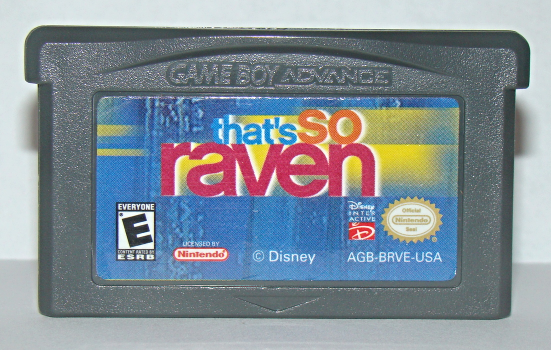 GAME BOY ADVANCE
that's so
raven
EVERYONE
E
CONTENT RATED BY
ESRB
LICENSED BY
Nintendo
© Disney
Disney
INTER
ACTIVE
D
Official
Nintendo
Seal
®
AGB-BRVE-USA